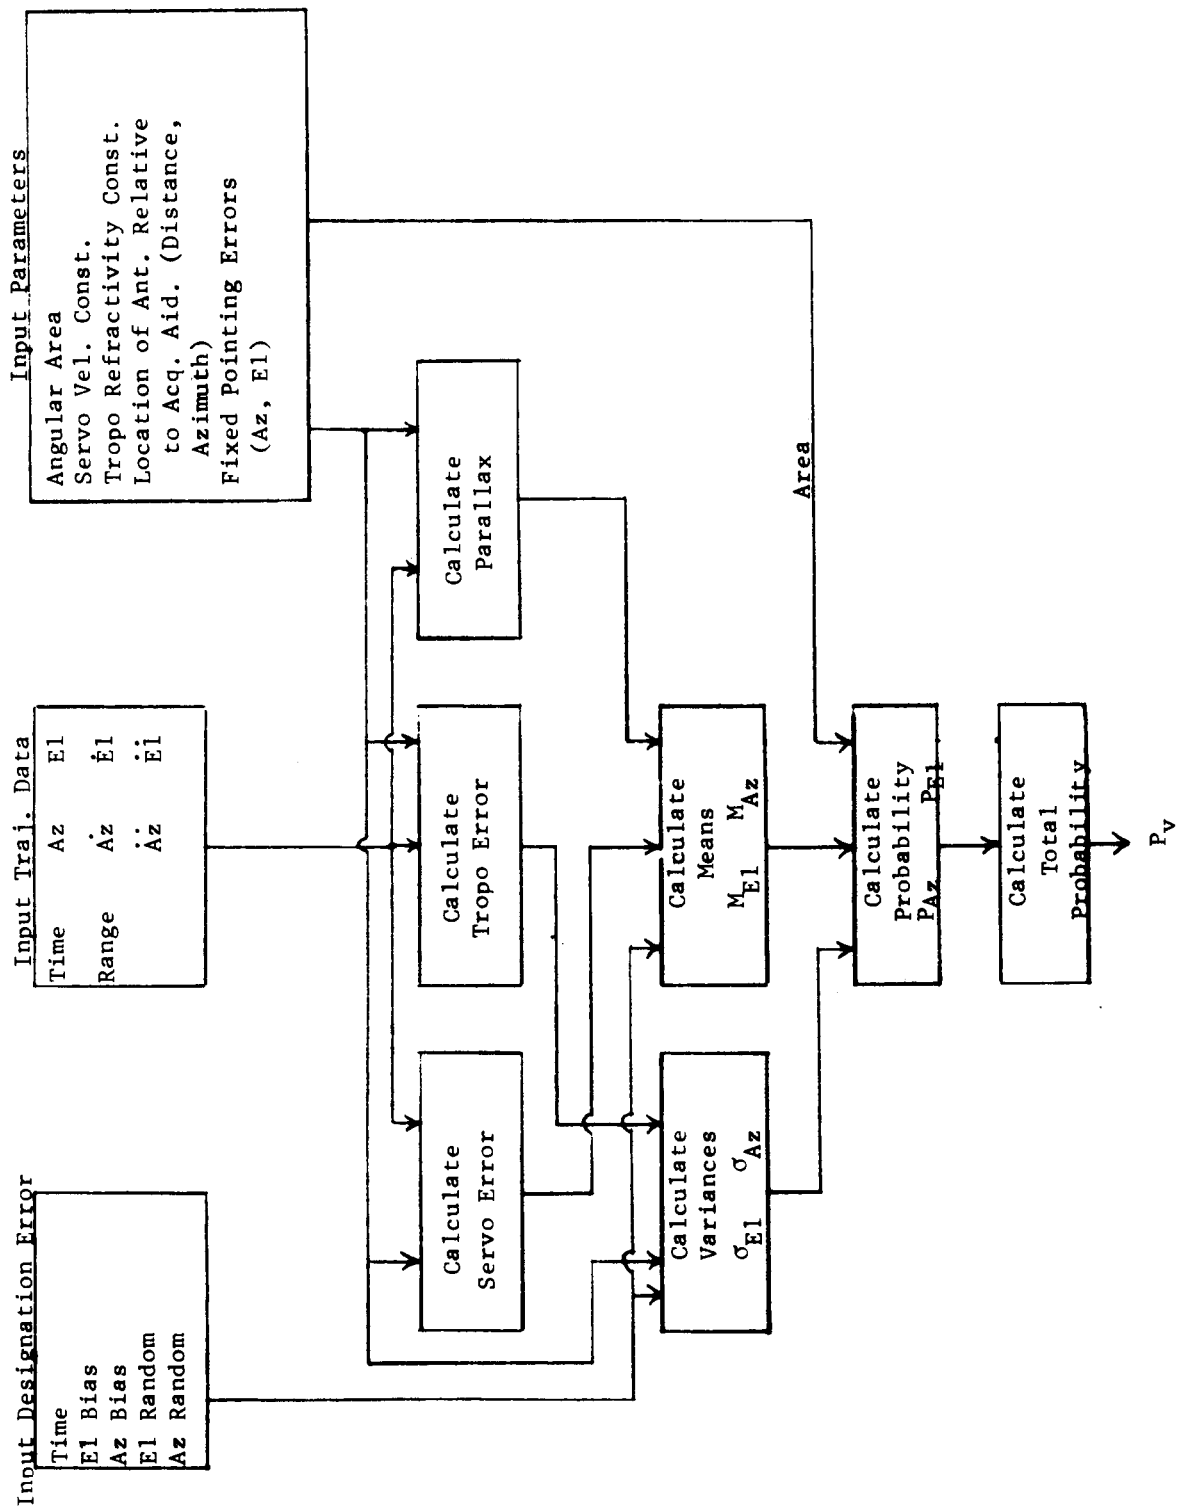 Input Designation Error
Time
El Bias
Az Bias
El Random
Az Random
Input Traj. Data
Time Az El
Range Ȧz Ėl
Äz Ël
Input Parameters
Angular Area
Servo Vel. Const.
Tropo Refractivity Const.
Location of Ant. Relative
to Acq. Aid. (Distance,
Azimuth)
Fixed Pointing Errors
(Az, El)
Calculate
Servo Error
Calculate
Tropo Error
Calculate
Parallax
Calculate
Variances
σEl σAz
Calculate
Means
MEl MAz
Area
Calculate
Probability
PAz PEl
Calculate
Total
Probability
Pv